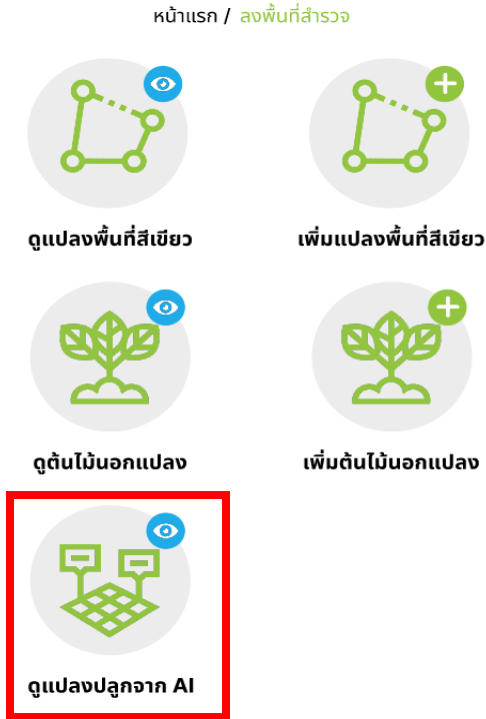 หน้าแรก / ลงพื้นที่สำรวจ
ดูแปลงพื้นที่สีเขียว
เพิ่มแปลงพื้นที่สีเขียว
ดูต้นไม้นอกแปลง
เพิ่มต้นไม้นอกแปลง
ดูแปลงปลูกจาก AI